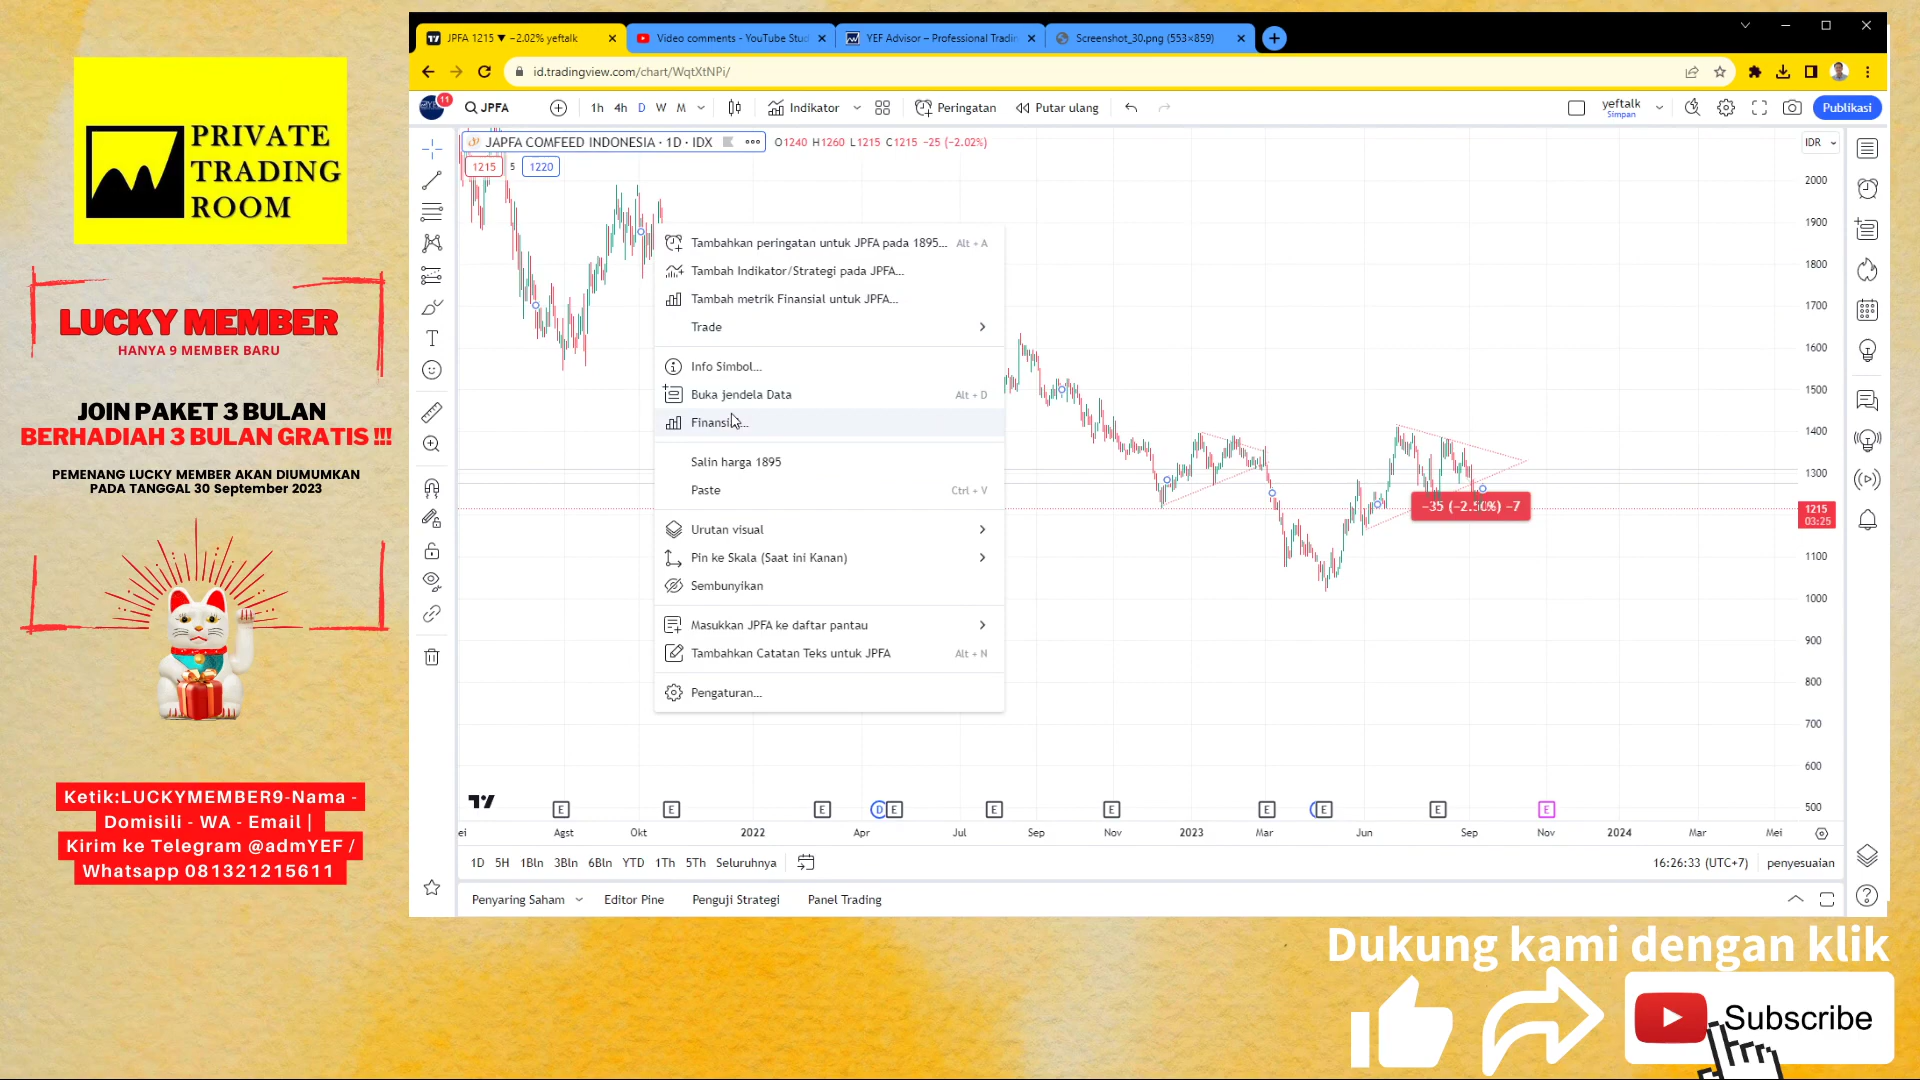 PRIVATE
TRADING
ROOM
LUCKY MEMBER
HANYA 9 MEMBER BARU
JOIN PAKET 3 BULAN
BERHADIAH 3 BULAN GRATIS !!!
PEMENANG LUCKY MEMBER AKAN DIUMUMKAN
PADA TANGGAL 30 September 2023
Ketik:LUCKYMEMBER9-Nama -
Domisili - WA - Email |
Kirim ke Telegram @admYEF /
Whatsapp 081321215611
JPFA 1215 ▼ −2.02% yeftalk
Video comments - YouTube Stud
YEF Advisor – Professional Tradin
Screenshot_30.png (553×859)
id.tradingview.com/chart/WqtXtNPi/
11
JPFA
1h 4h D W M
Indikator
Peringatan
Putar ulang
yeftalk
Simpan
Publikasi
JAPFA COMFEED INDONESIA · 1D · IDX
O1240 H1260 L1215 C1215 −25 (−2.02%)
IDR
1215 5 1220
Tambahkan peringatan untuk JPFA pada 1895... Alt + A
Tambah Indikator/Strategi pada JPFA...
Tambah metrik Finansial untuk JPFA...
Trade
Info Simbol...
Buka jendela Data Alt + D
Salin harga 1895
Paste Ctrl + V
Urutan visual
Pin ke Skala (Saat ini Kanan)
Sembunyikan
Masukkan JPFA ke daftar pantau
Tambahkan Catatan Teks untuk JPFA Alt + N
Pengaturan...
2000
1900
1800
1700
1600
1500
1400
1300
1215
03:25
1100
1000
900
800
700
600
500
−35 (−2.50%) −7
E E E D E E E E E E E
ei Agst Okt 2022 Apr Jul Sep Nov 2023 Mar Jun Sep Nov 2024 Mar Mei
1D 5H 1Bln 3Bln 6Bln YTD 1Th 5Th Seluruhnya
16:26:33 (UTC+7) penyesuaian
Penyaring Saham Editor Pine Penguji Strategi Panel Trading
Dukung kami dengan klik
Subscribe